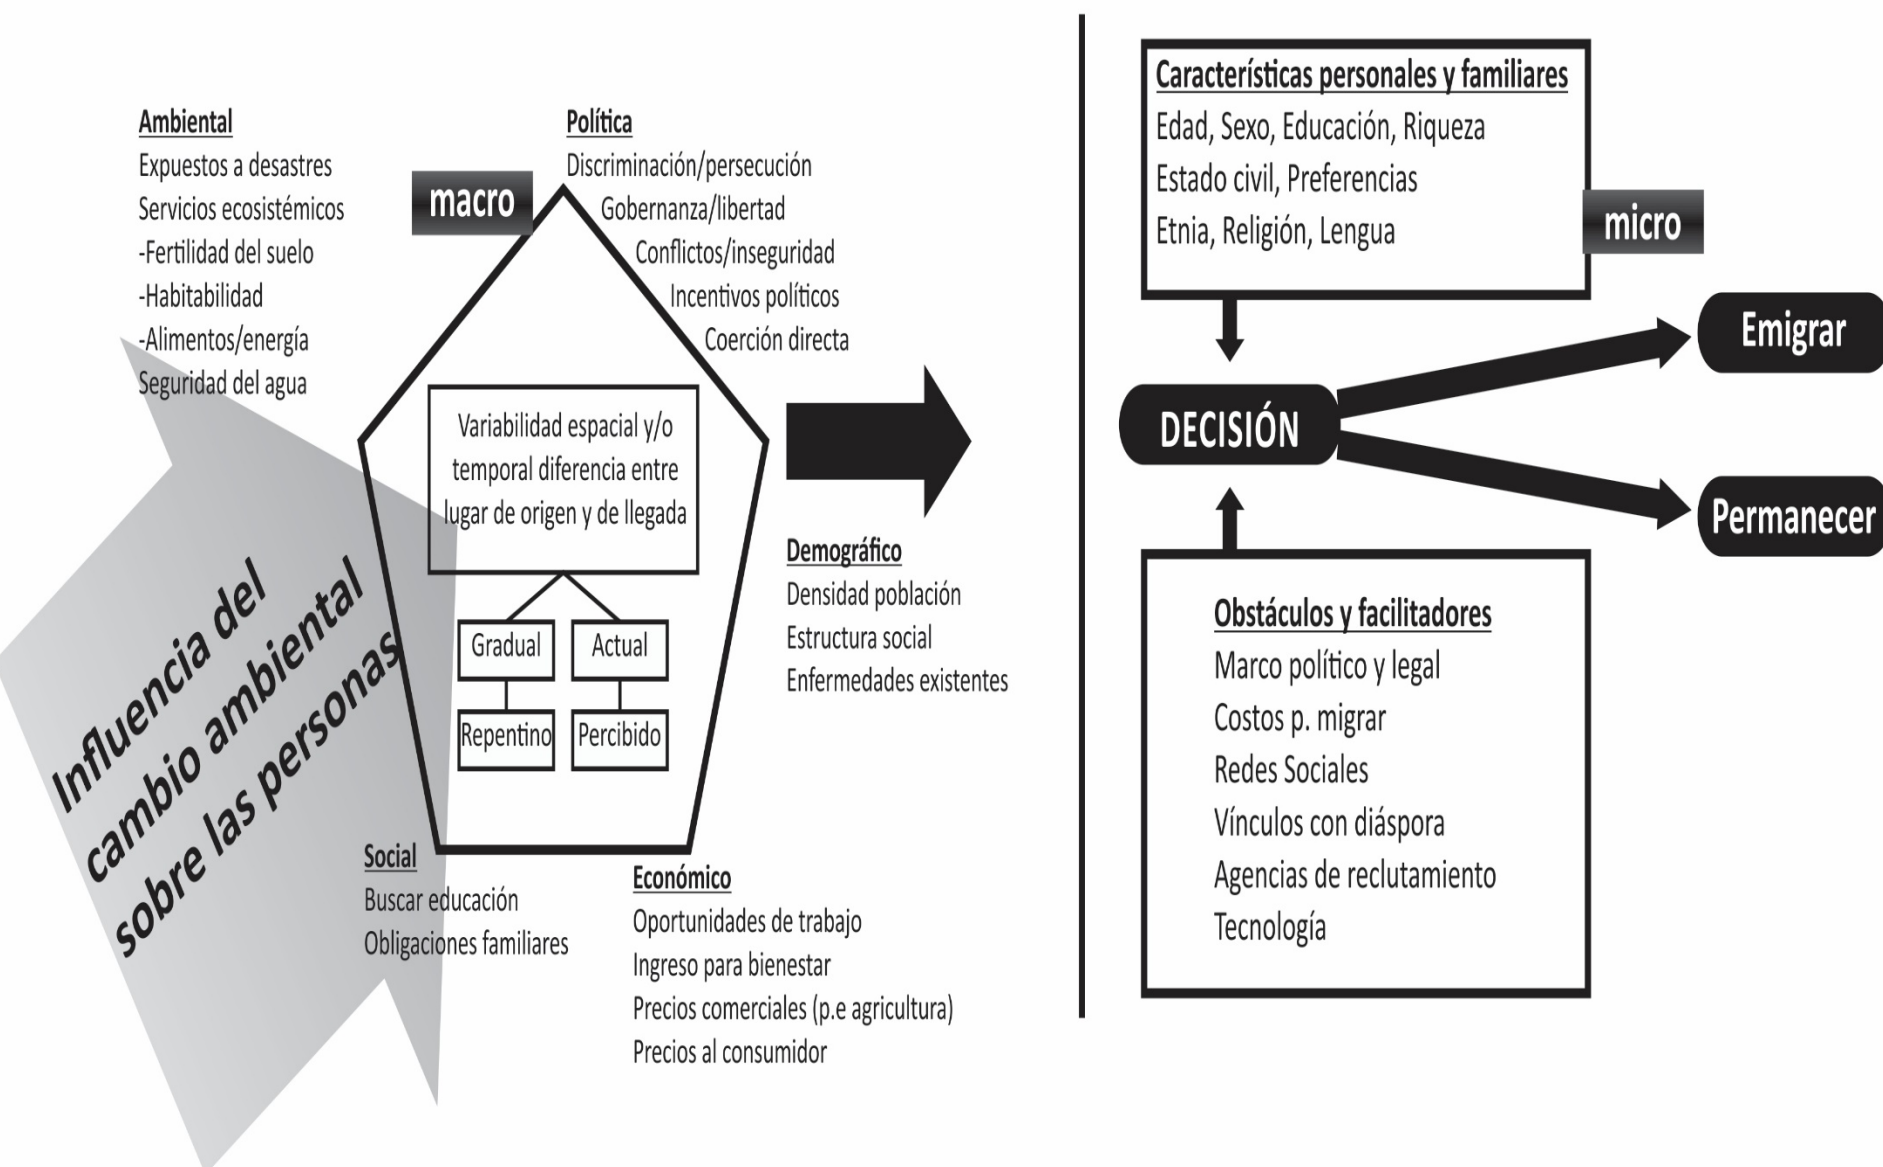 Ambiental
Expuestos a desastres
Servicios ecosistémicos
-Fertilidad del suelo
-Habitabilidad
-Alimentos/energía
Seguridad del agua
macro
Política
Discriminación/persecución
Gobernanza/libertad
Conflictos/inseguridad
Incentivos políticos
Coerción directa
Variabilidad espacial y/o
temporal diferencia entre
lugar de origen y de llegada
Gradual
Actual
Repentino
Percibido
Influencia del
cambio ambiental
sobre las personas
Demográfico
Densidad población
Estructura social
Enfermedades existentes
Social
Buscar educación
Obligaciones familiares
Económico
Oportunidades de trabajo
Ingreso para bienestar
Precios comerciales (p.e agricultura)
Precios al consumidor
Características personales y familiares
Edad, Sexo, Educación, Riqueza
Estado civil, Preferencias
Etnia, Religión, Lengua
micro
DECISIÓN
Emigrar
Permanecer
Obstáculos y facilitadores
Marco político y legal
Costos p. migrar
Redes Sociales
Vínculos con diáspora
Agencias de reclutamiento
Tecnología